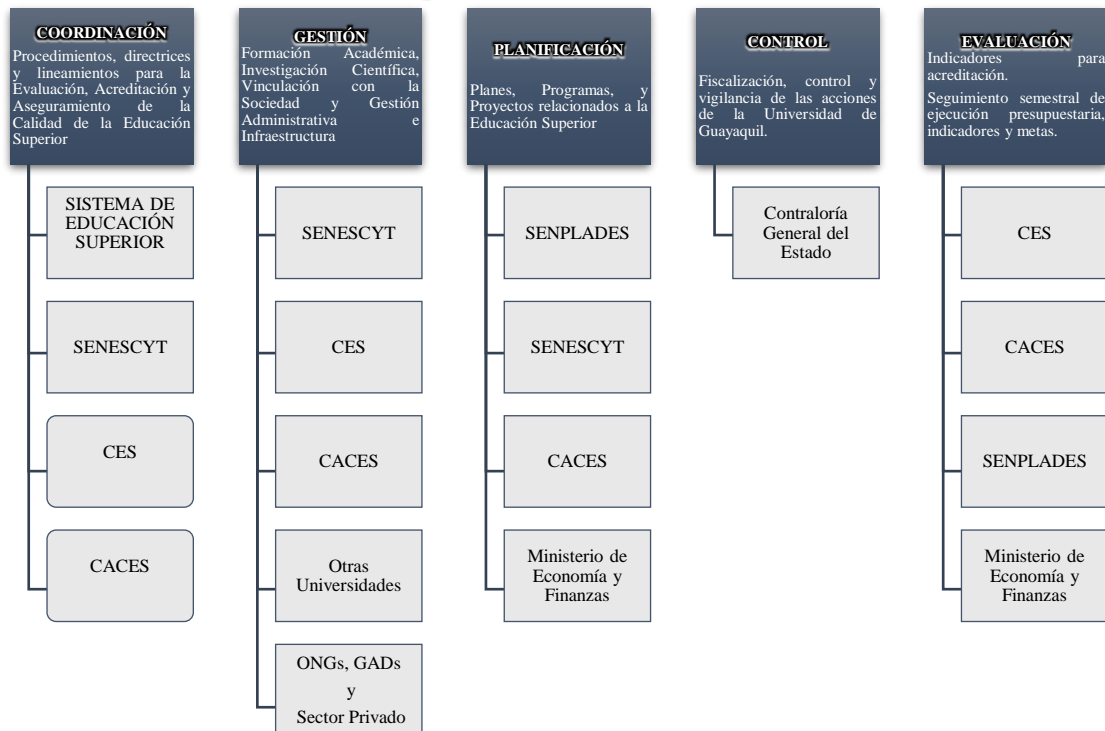 COORDINACIÓN
Procedimientos, directrices
y lineamientos para la
Evaluación, Acreditación y
Aseguramiento de la
Calidad de la Educación
Superior
SISTEMA DE
EDUCACIÓN
SUPERIOR
SENESCYT
CES
CACES
GESTIÓN
Formación Académica,
Investigación Científica,
Vinculación con la
Sociedad y Gestión
Administrativa e
Infraestructura
SENESCYT
CES
CACES
Otras
Universidades
ONGs, GADs
y
Sector Privado
PLANIFICACIÓN
Planes, Programas, y
Proyectos relacionados a la
Educación Superior
SENPLADES
SENESCYT
CACES
Ministerio de
Economía y
Finanzas
CONTROL
Fiscalización, control y
vigilancia de las acciones
de la Universidad de
Guayaquil.
Contraloría
General del
Estado
EVALUACIÓN
Indicadores para
acreditación.
Seguimiento semestral de
ejecución presupuestaria,
indicadores y metas.
CES
CACES
SENPLADES
Ministerio de
Economía y
Finanzas